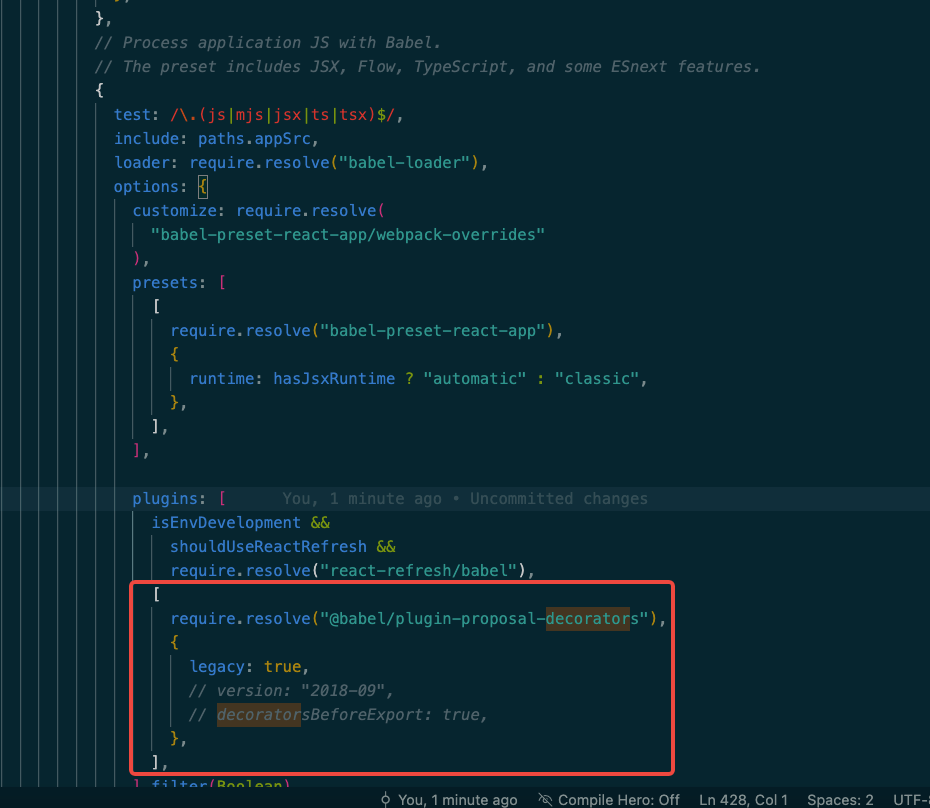 },
// Process application JS with Babel.
// The preset includes JSX, Flow, TypeScript, and some ESnext features.
{
test: /\.(js|mjs|jsx|ts|tsx)$/,
include: paths.appSrc,
loader: require.resolve("babel-loader"),
options: {
customize: require.resolve(
"babel-preset-react-app/webpack-overrides"
),
presets: [
[
require.resolve("babel-preset-react-app"),
{
runtime: hasJsxRuntime ? "automatic" : "classic",
},
],
],
plugins: [ You, 1 minute ago • Uncommitted changes
isEnvDevelopment &&
shouldUseReactRefresh &&
require.resolve("react-refresh/babel"),
[
require.resolve("@babel/plugin-proposal-decorators"),
{
legacy: true,
// version: "2018-09",
// decoratorsBeforeExport: true,
},
],
].filter(Boolean)
You, 1 minute ago Compile Hero: Off Ln 428, Col 1 Spaces: 2 UTF-